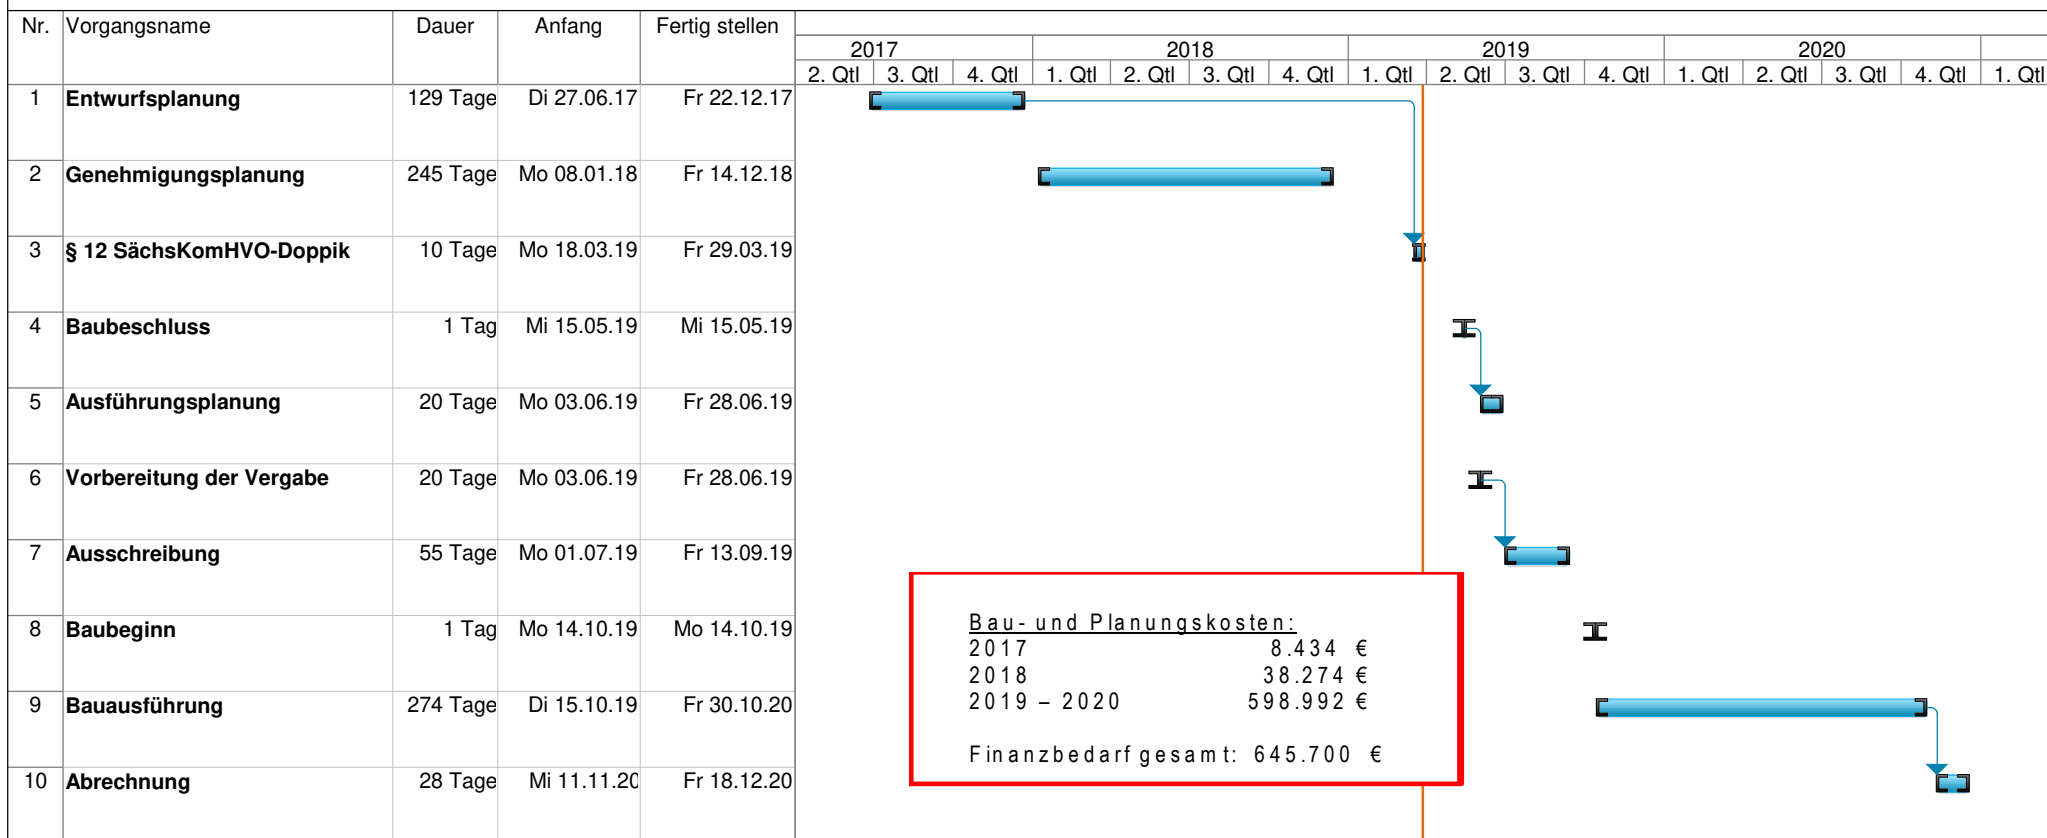 Nr. Vorgangsname Dauer Anfang Fertig stellen
2017 2018 2019 2020
2. Qtl 3. Qtl 4. Qtl 1. Qtl 2. Qtl 3. Qtl 4. Qtl 1. Qtl 2. Qtl 3. Qtl 4. Qtl 1. Qtl 2. Qtl 3. Qtl 4. Qtl 1. Qtl
1 Entwurfsplanung 129 Tage Di 27.06.17 Fr 22.12.17
2 Genehmigungsplanung 245 Tage Mo 08.01.18 Fr 14.12.18
3 § 12 SächsKomHVO-Doppik 10 Tage Mo 18.03.19 Fr 29.03.19
4 Baubeschluss 1 Tag Mi 15.05.19 Mi 15.05.19
5 Ausführungsplanung 20 Tage Mo 03.06.19 Fr 28.06.19
6 Vorbereitung der Vergabe 20 Tage Mo 03.06.19 Fr 28.06.19
7 Ausschreibung 55 Tage Mo 01.07.19 Fr 13.09.19
8 Baubeginn 1 Tag Mo 14.10.19 Mo 14.10.19
9 Bauausführung 274 Tage Di 15.10.19 Fr 30.10.20
10 Abrechnung 28 Tage Mi 11.11.20 Fr 18.12.20
Bau- und Planungskosten:
2017 8.434 €
2018 38.274 €
2019 – 2020 598.992 €
Finanzbedarf gesamt: 645.700 €